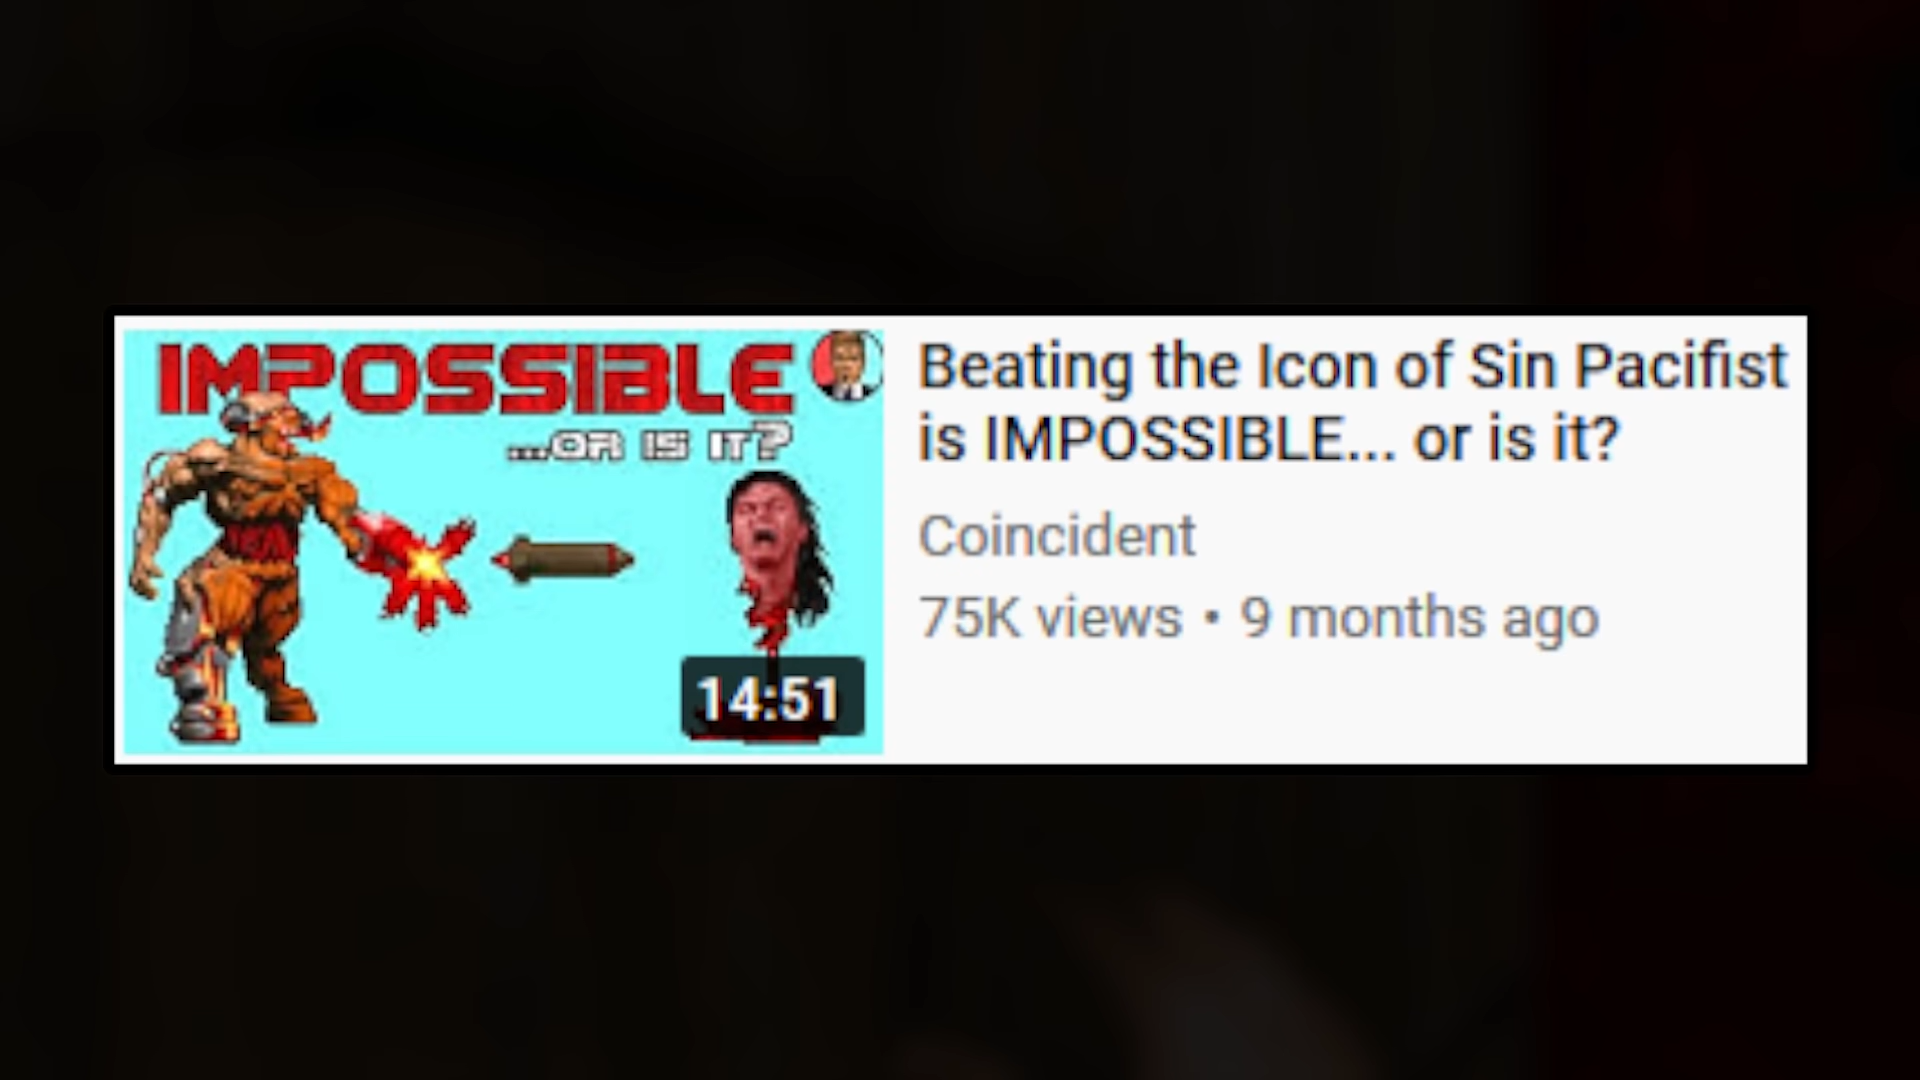 IMPOSSIBLE
...OR IS IT?
14:51
Beating the Icon of Sin Pacifist
is IMPOSSIBLE... or is it?
Coincident
75K views • 9 months ago